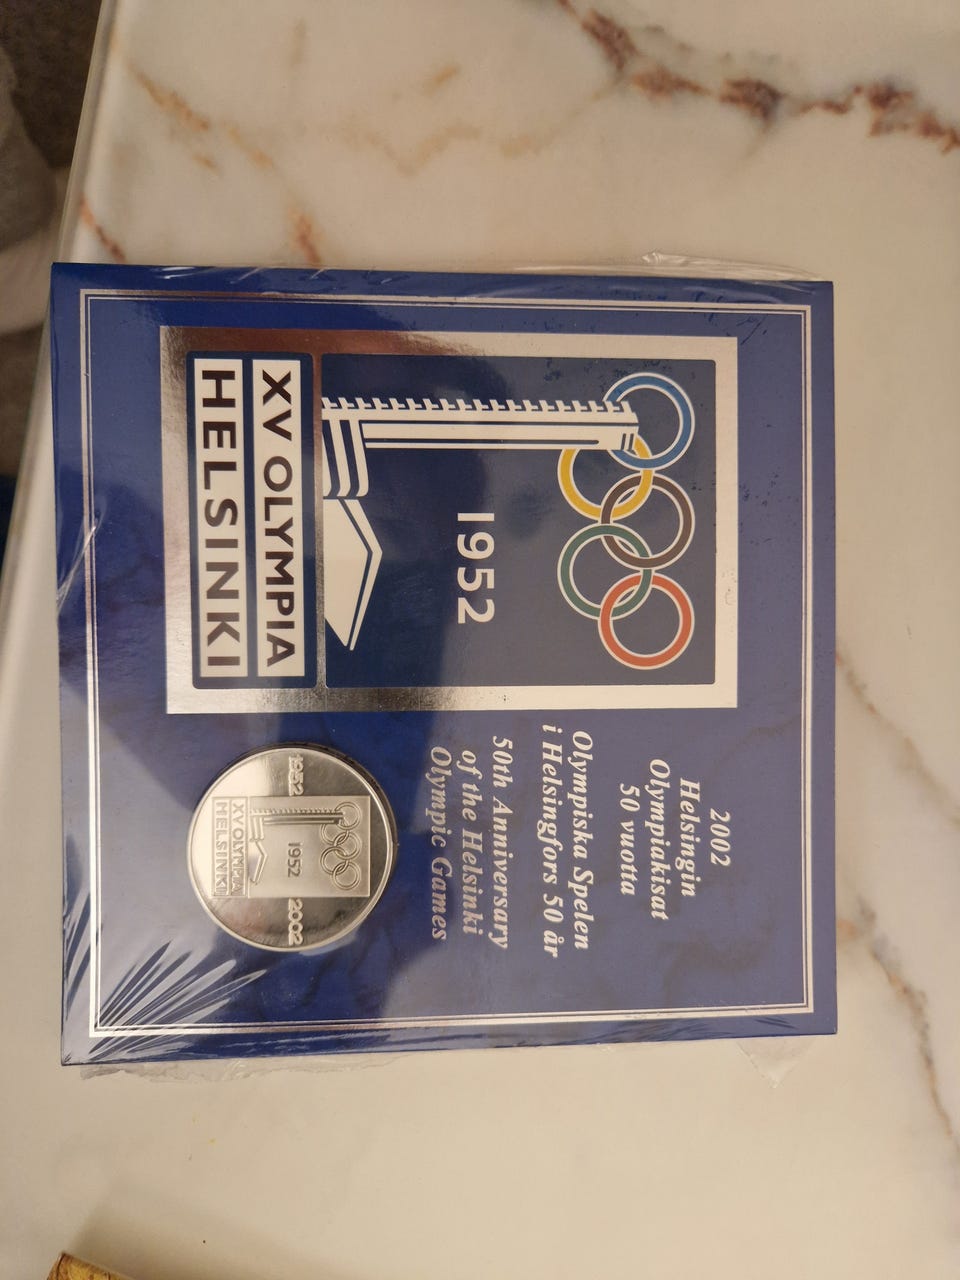 1952
XV OLYMPIA
HELSINKI
2002
Helsingin
Olympiakisat
50 vuotta
Olympiska Spelen
i Helsingfors 50 år
50th Anniversary
of the Helsinki
Olympic Games
1952
1952
2002
XV OLYMPIA
HELSINKI